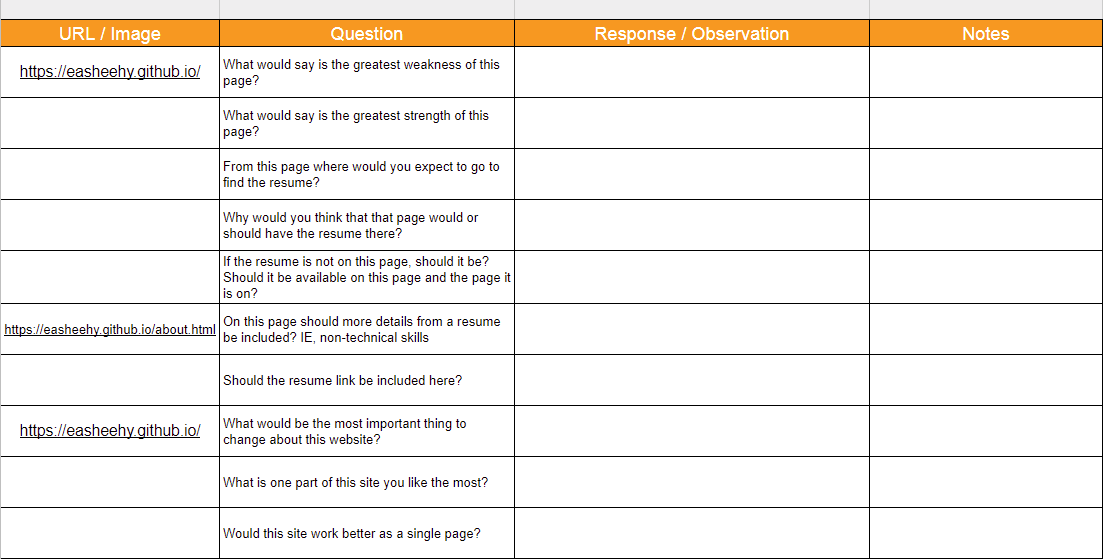 URL / Image
Question
Response / Observation
Notes
https://easheehy.github.io/
What would say is the greatest weakness of this
page?
What would say is the greatest strength of this
page?
From this page where would you expect to go to
find the resume?
Why would you think that that page would or
should have the resume there?
If the resume is not on this page, should it be?
Should it be available on this page and the page it
is on?
https://easheehy.github.io/about.html
On this page should more details from a resume
be included? IE, non-technical skills
Should the resume link be included here?
https://easheehy.github.io/
What would be the most important thing to
change about this website?
What is one part of this site you like the most?
Would this site work better as a single page?